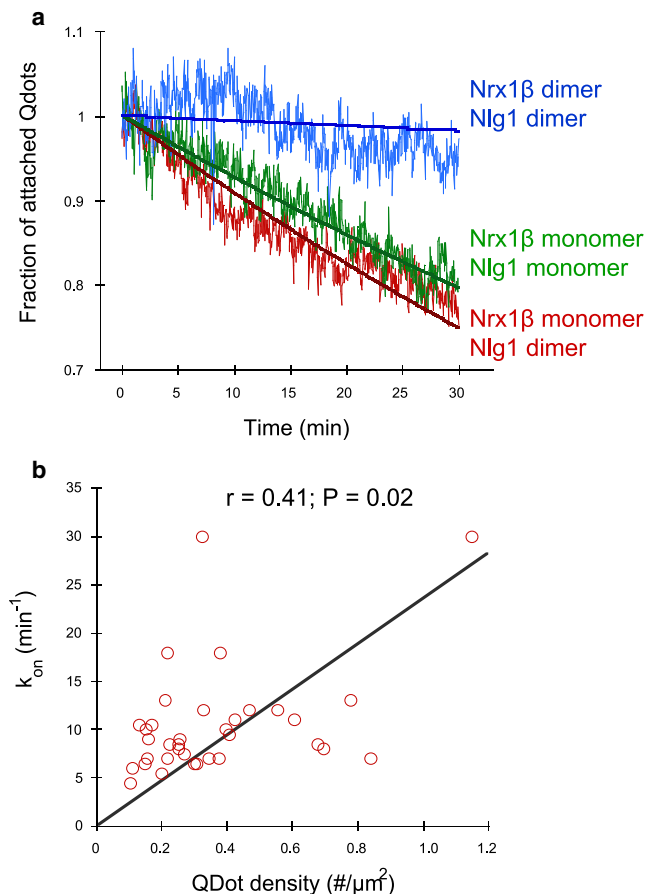 a
1.1
1
0.9
0.8
0.7
Fraction of attached Qdots
0 5 10 15 20 25 30
Time (min)
Nrx1β dimer
Nlg1 dimer
Nrx1β monomer
Nlg1 monomer
Nrx1β monomer
Nlg1 dimer
b
r = 0.41; P = 0.02
35
30
25
20
15
10
5
0
k_on (min⁻¹)
0 0.2 0.4 0.6 0.8 1.0 1.2
QDot density (#/µm²)